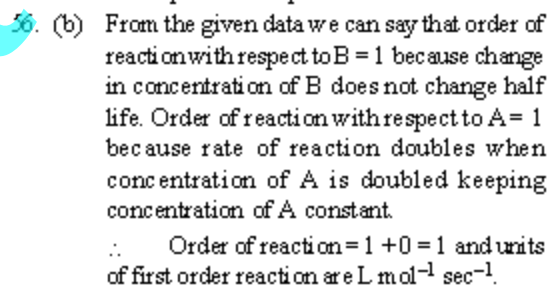 56. (b) From the given data we can say that order of
reaction with respect to B = 1 because change
in concentration of B does not change half
life. Order of reaction with respect to A = 1
because rate of reaction doubles when
concentration of A is doubled keeping
concentration of A constant.
∴ Order of reaction = 1 + 0 = 1 and units
of first order reaction are L mol⁻¹ sec⁻¹.